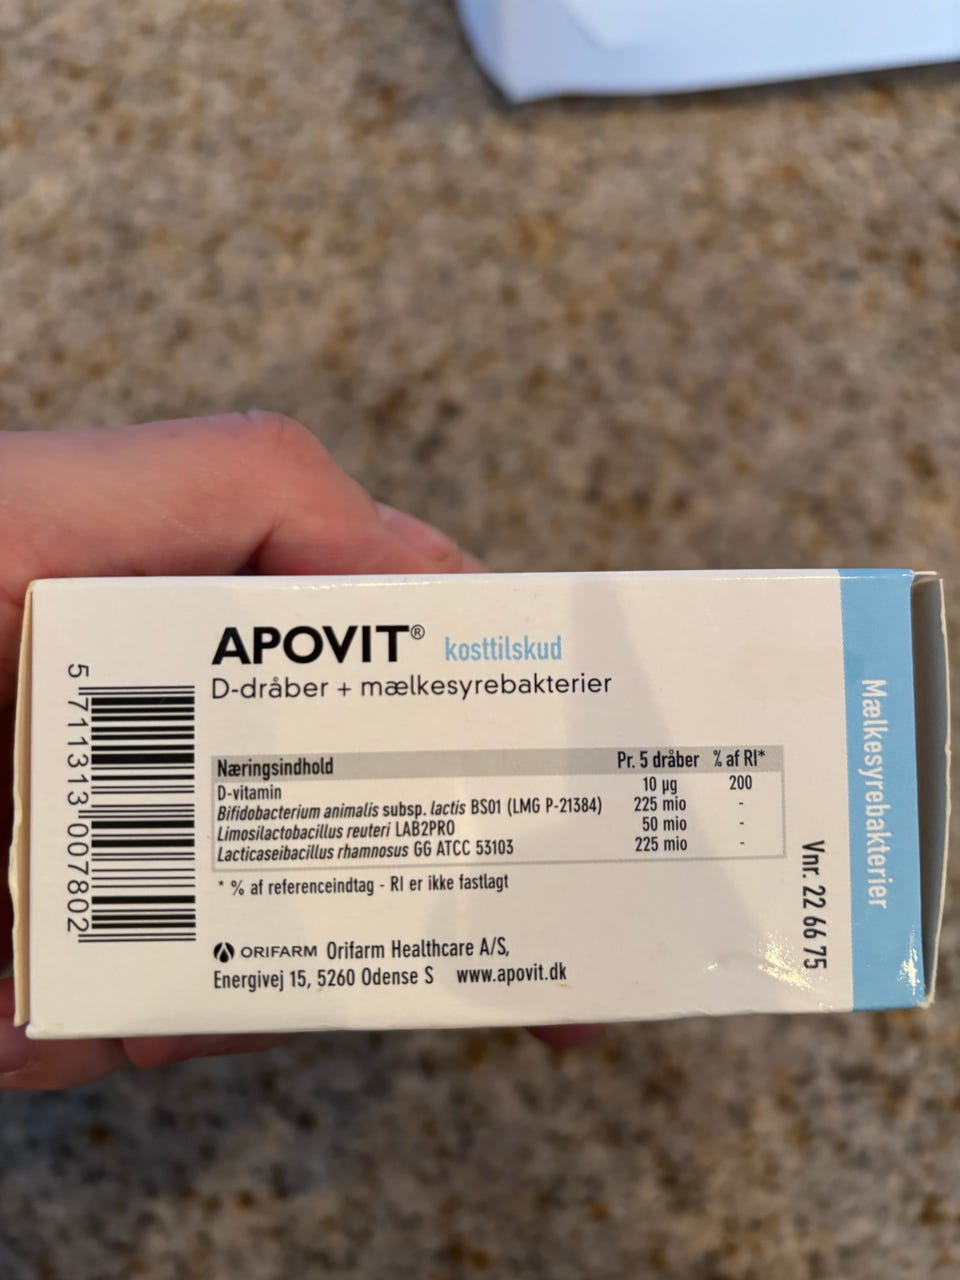 APOVIT® kosttilskud
D-dråber + mælkesyrebakterier
Næringsindhold Pr. 5 dråber % af RI*
D-vitamin 10 µg 200
Bifidobacterium animalis subsp. lactis BS01 (LMG P-21384) 225 mio -
Limosilactobacillus reuteri LAB2PRO 50 mio -
Lacticaseibacillus rhamnosus GG ATCC 53103 225 mio -
* % af referenceindtag - RI er ikke fastlagt
ORIFARM Orifarm Healthcare A/S,
Energivej 15, 5260 Odense S www.apovit.dk
5 711313 007802
Vnr. 22 66 75
Mælkesyrebakterier